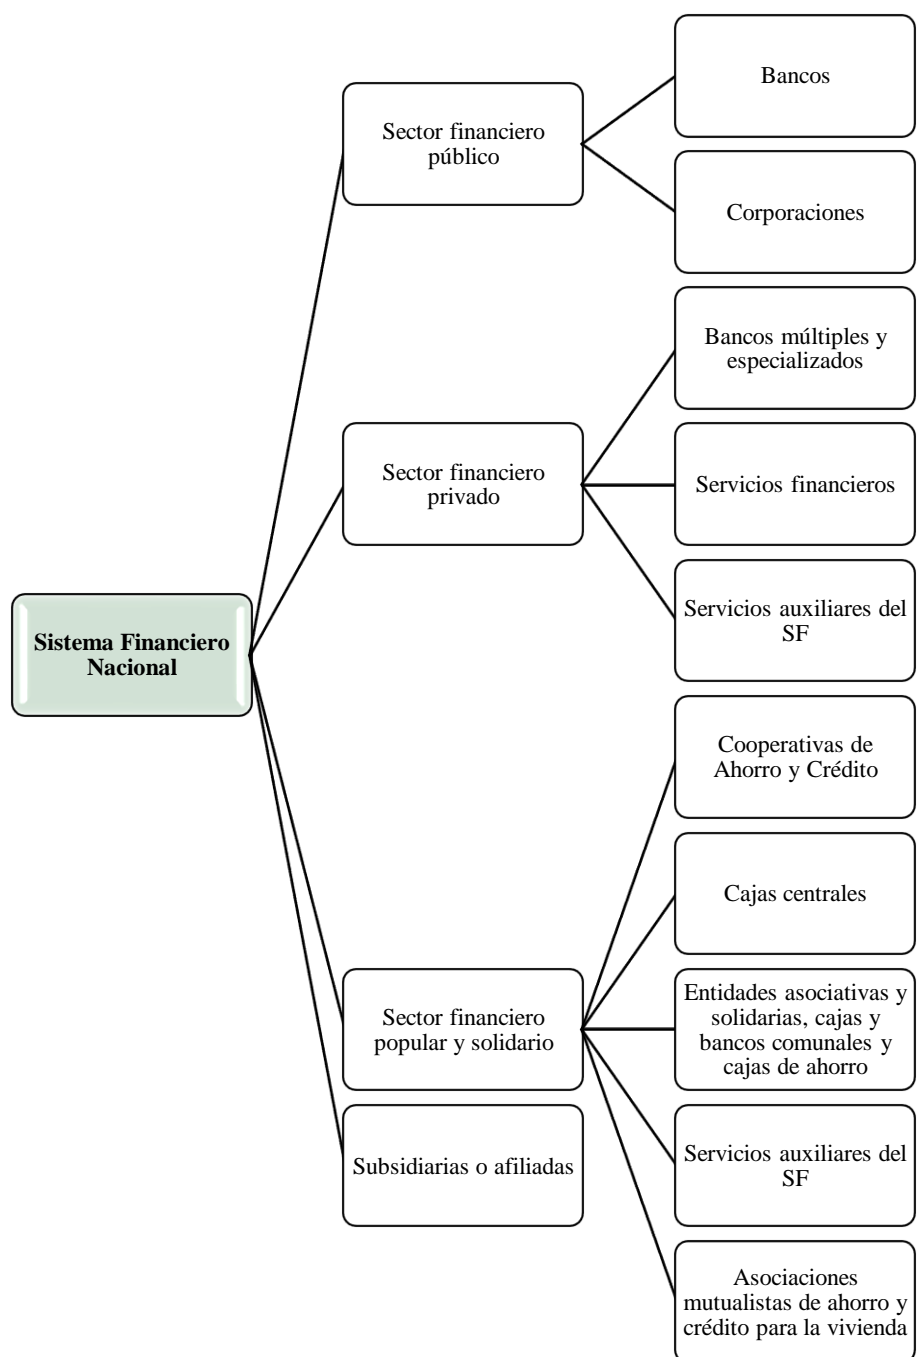 Sistema Financiero
Nacional
Sector financiero
público
Bancos
Corporaciones
Sector financiero
privado
Bancos múltiples y
especializados
Servicios financieros
Servicios auxiliares del
SF
Sector financiero
popular y solidario
Cooperativas de
Ahorro y Crédito
Cajas centrales
Entidades asociativas y
solidarias, cajas y
bancos comunales y
cajas de ahorro
Servicios auxiliares del
SF
Asociaciones
mutualistas de ahorro y
crédito para la vivienda
Subsidiarias o afiliadas